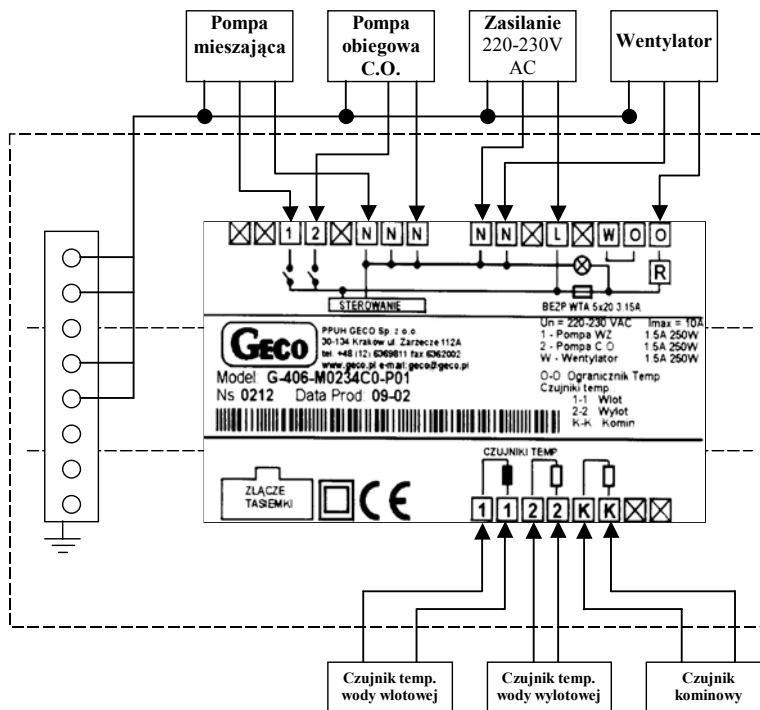 Pompa
mieszająca
Pompa
obiegowa
C.O.
Zasilanie
220-230V
AC
Wentylator
1 2 N N N N N L W O O
R
STEROWANIE
BEZP WTA 5x20 3.15A
GECO
PPUH GECO Sp. z o.o.
30-134 Krakow ul. Zarzecze 112A
tel. +48 (12) 6369811 fax 6362002
www.geco.pl e-mail: geco@geco.pl
Model: G-406-M0234C0-P01
Ns 0212 Data Prod: 09-02
Un = 220-230 VAC Imax = 10A
1 - Pompa WZ 1.5A 250W
2 - Pompa C.O 1.5A 250W
W - Wentylator 1.5A 250W
O-O Ogranicznik Temp
Czujniki temp.
1-1 Wlot
2-2 Wylot
K-K Komin
CZUJNIKI TEMP
ZLĄCZE
TASIEMKI
CE
1 1 2 2 K K
Czujnik temp.
wody wlotowej
Czujnik temp.
wody wylotowej
Czujnik
kominowy